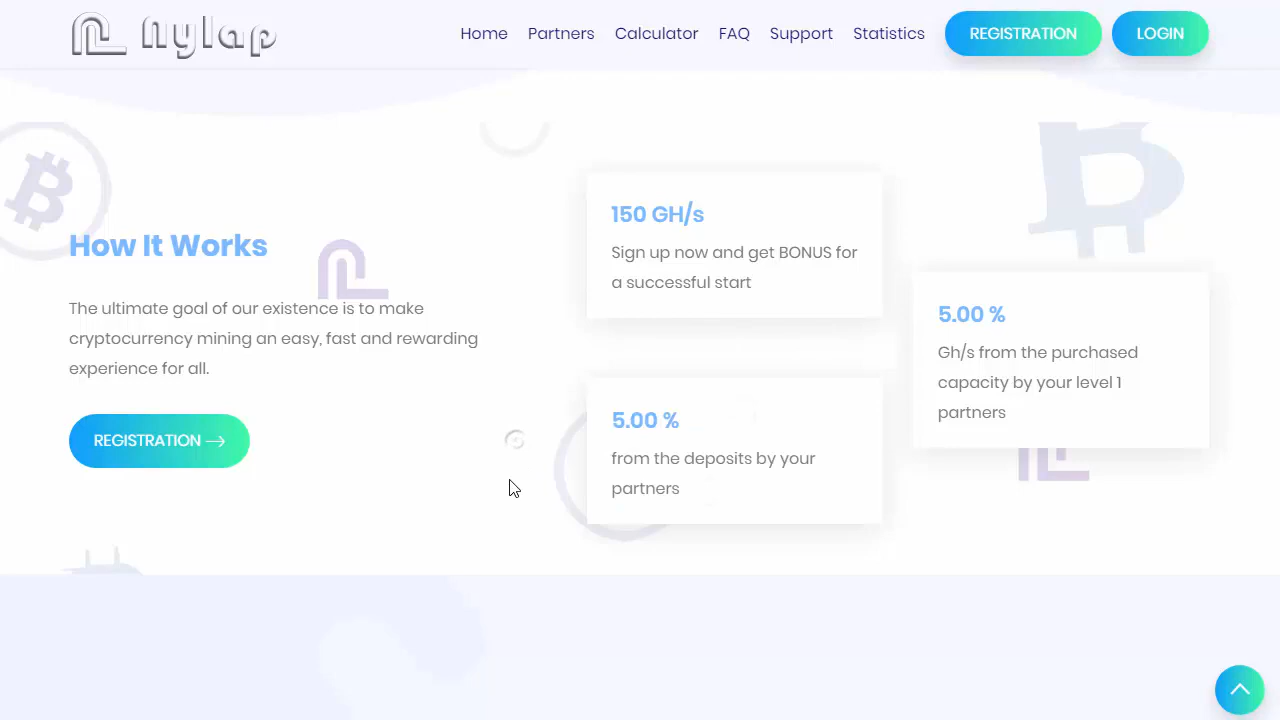 nylap
Home Partners Calculator FAQ Support Statistics REGISTRATION LOGIN
How It Works
The ultimate goal of our existence is to make
cryptocurrency mining an easy, fast and rewarding
experience for all.
REGISTRATION →
150 GH/s
Sign up now and get BONUS for
a successful start
5.00 %
from the deposits by your
partners
5.00 %
Gh/s from the purchased
capacity by your level 1
partners